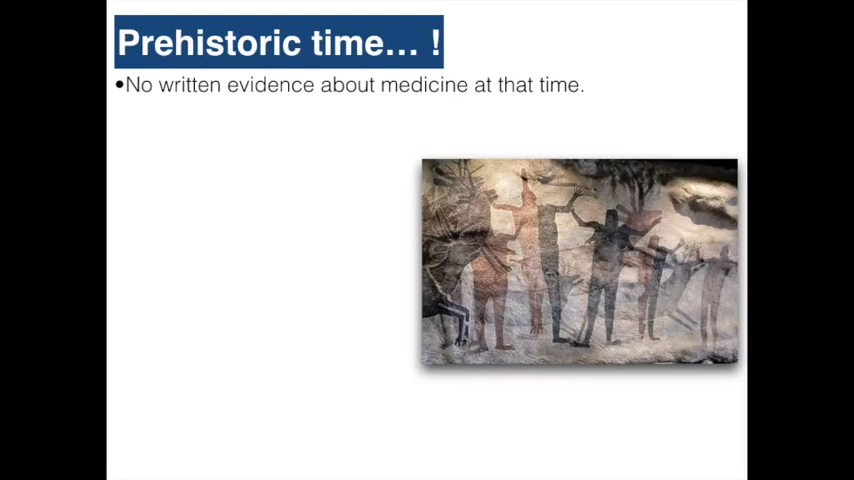 Prehistoric time… !
•No written evidence about medicine at that time.